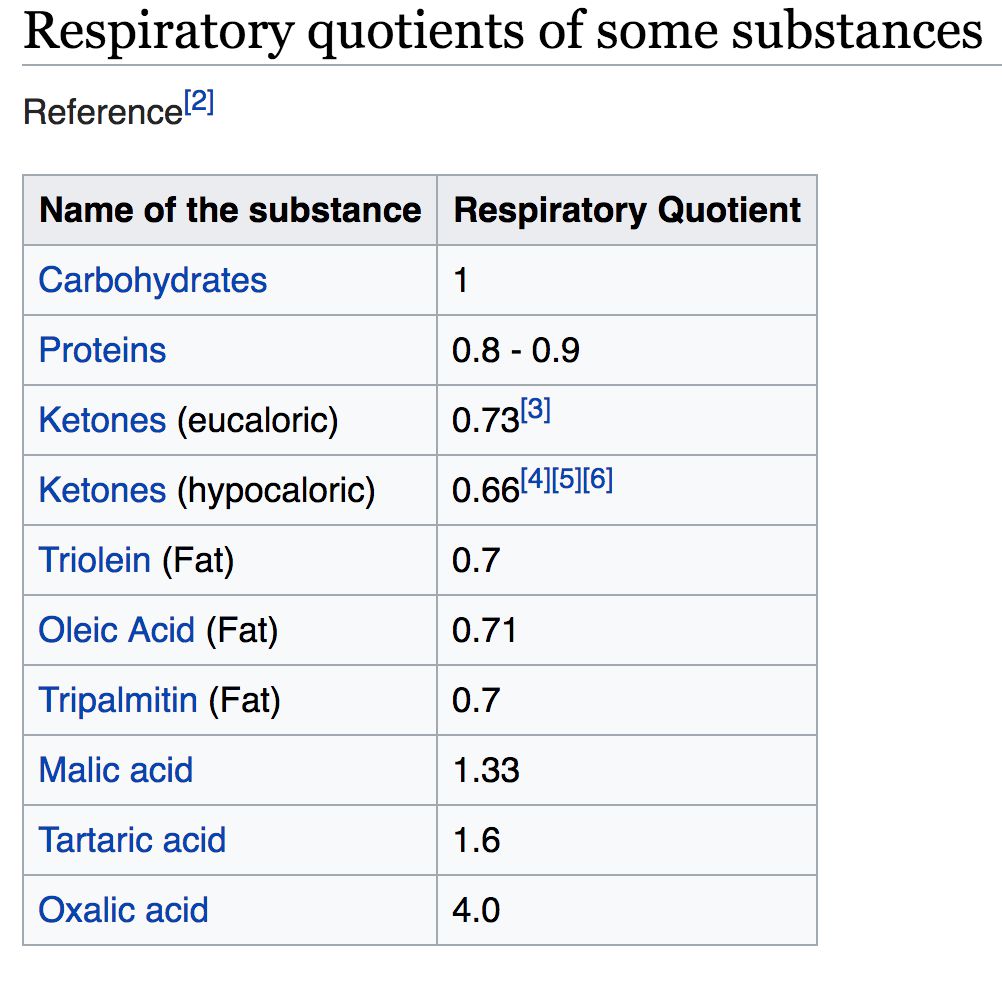 Respiratory quotients of some substances
Reference[2]
Name of the substance Respiratory Quotient
Carbohydrates 1
Proteins 0.8 - 0.9
Ketones (eucaloric) 0.73[3]
Ketones (hypocaloric) 0.66[4][5][6]
Triolein (Fat) 0.7
Oleic Acid (Fat) 0.71
Tripalmitin (Fat) 0.7
Malic acid 1.33
Tartaric acid 1.6
Oxalic acid 4.0